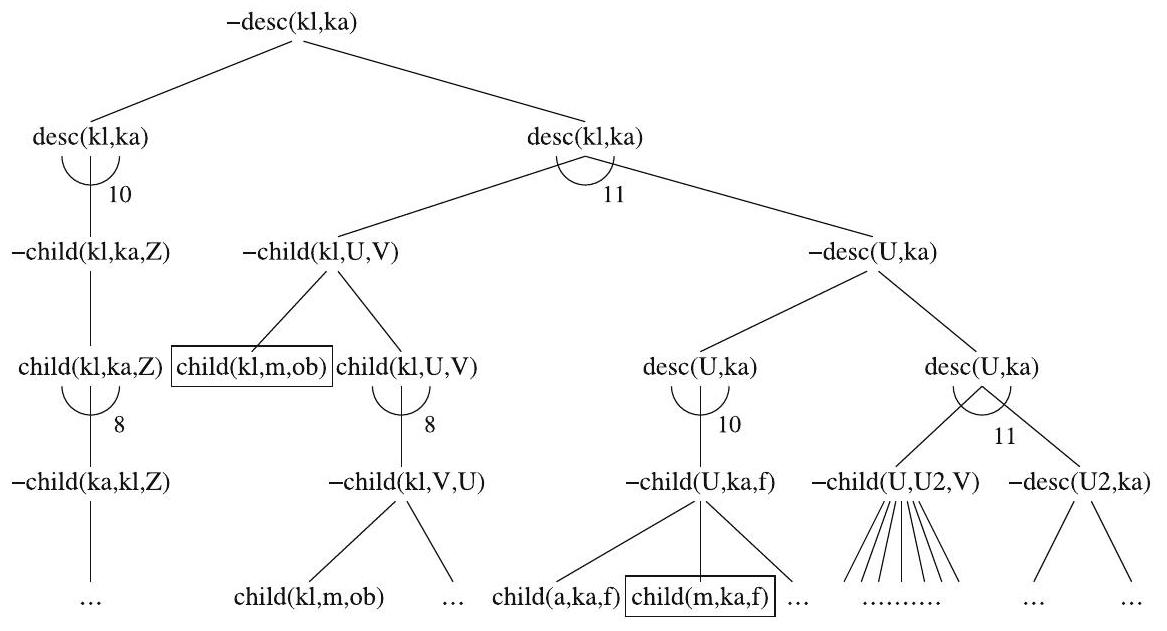 −desc(kl,ka)
desc(kl,ka) desc(kl,ka)
10 11
−child(kl,ka,Z) −child(kl,U,V) −desc(U,ka)
child(kl,ka,Z) child(kl,m,ob) child(kl,U,V) desc(U,ka) desc(U,ka)
8 8 10 11
−child(ka,kl,Z) −child(kl,V,U) −child(U,ka,f) −child(U,U2,V) −desc(U2,ka)
... child(kl,m,ob) ... child(a,ka,f) child(m,ka,f) ... .......... ... ...